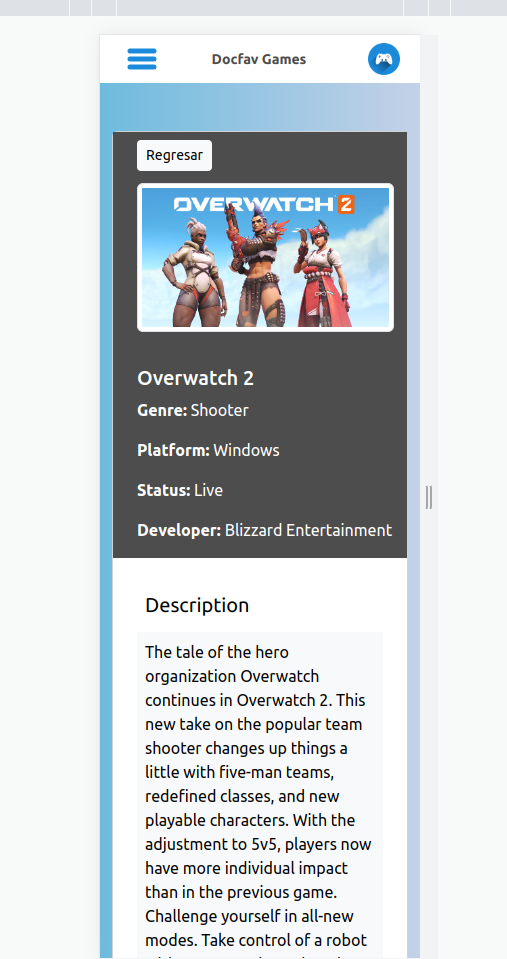 Docfav Games
Regresar
OVERWATCH 2
Overwatch 2
Genre: Shooter
Platform: Windows
Status: Live
Developer: Blizzard Entertainment
Description
The tale of the hero
organization Overwatch
continues in Overwatch 2. This
new take on the popular team
shooter changes up things a
little with five-man teams,
redefined classes, and new
playable characters. With the
adjustment to 5v5, players now
have more individual impact
than in the previous game.
Challenge yourself in all-new
modes. Take control of a robot